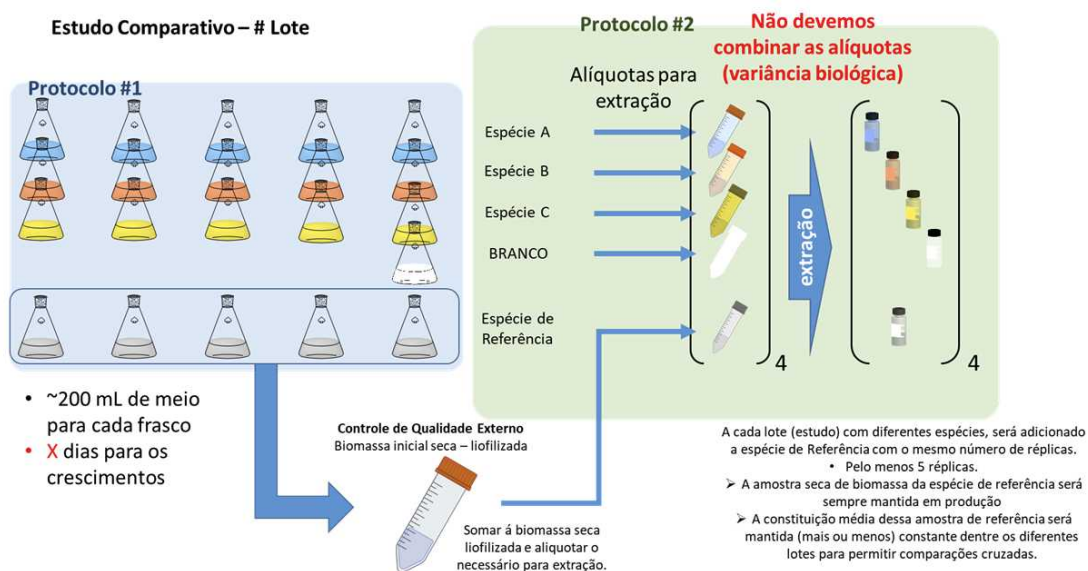 Estudo Comparativo – # Lote
Protocolo #1
Protocolo #2
Não devemos
combinar as alíquotas
(variância biológica)
Alíquotas para
extração
Espécie A
Espécie B
Espécie C
BRANCO
Espécie de
Referência
extração
4
4
• ~200 mL de meio
para cada frasco
• X dias para os
crescimentos
Controle de Qualidade Externo
Biomassa inicial seca – liofilizada
Somar á biomassa seca
liofilizada e aliquotar o
necessário para extração.
A cada lote (estudo) com diferentes espécies, será adicionado
a espécie de Referência com o mesmo número de réplicas.
• Pelo menos 5 réplicas.
➢ A amostra seca de biomassa da espécie de referência será
sempre mantida em produção
➢ A constituição média dessa amostra de referência será
mantida (mais ou menos) constante dentre os diferentes
lotes para permitir comparações cruzadas.